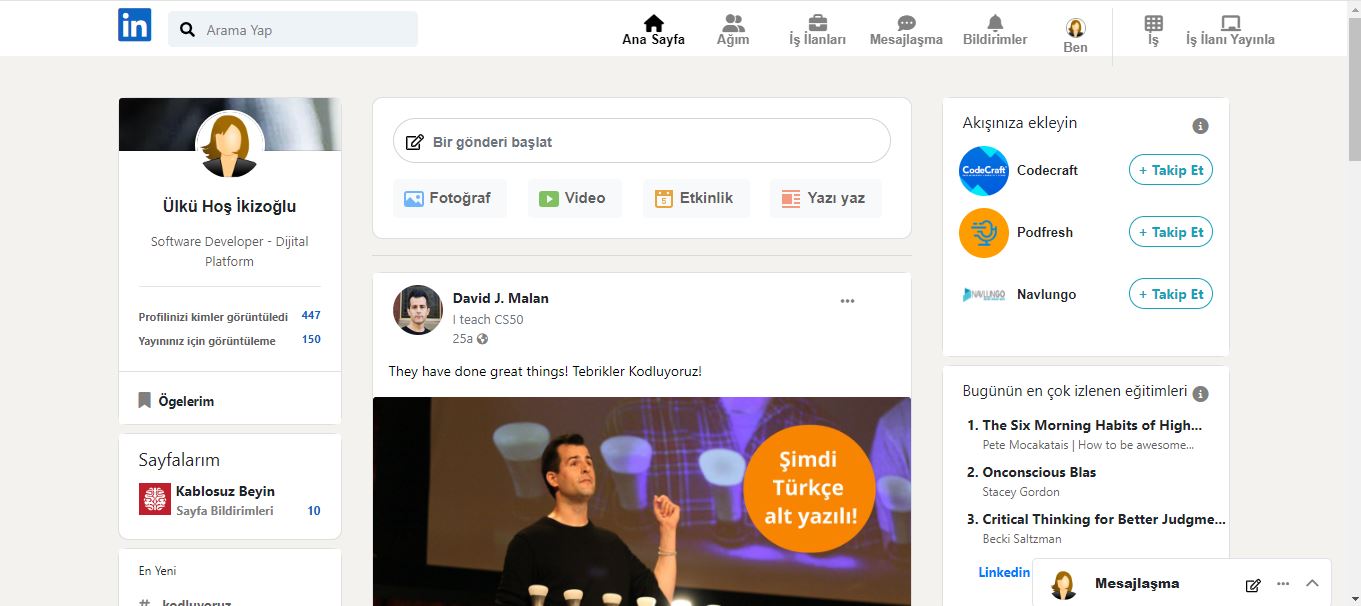 in
Arama Yap
Ana Sayfa
Ağım
İş İlanları
Mesajlaşma
Bildirimler
Ben
İş
İş İlanı Yayınla
Ülkü Hoş İkizoğlu
Software Developer - Dijital
Platform
Profilinizi kimler görüntüledi 447
Yayınınız için görüntüleme 150
Ögelerim
Sayfalarım
Kablosuz Beyin
Sayfa Bildirimleri 10
En Yeni
# kodluyoruz
Bir gönderi başlat
Fotoğraf
Video
5
Etkinlik
Yazı yaz
David J. Malan
I teach CS50
25a
They have done great things! Tebrikler Kodluyoruz!
Şimdi
Türkçe
alt yazılı!
Akışınıza ekleyin
CodeCraft
Codecraft
+ Takip Et
Podfresh
+ Takip Et
NAVLUNGO
Navlungo
+ Takip Et
Bugünün en çok izlenen eğitimleri
1. The Six Morning Habits of High...
Pete Mocakatais | How to be awesome...
2. Onconscious Blas
Stacey Gordon
3. Critical Thinking for Better Judgme...
Becki Saltzman
Linkedin
Mesajlaşma